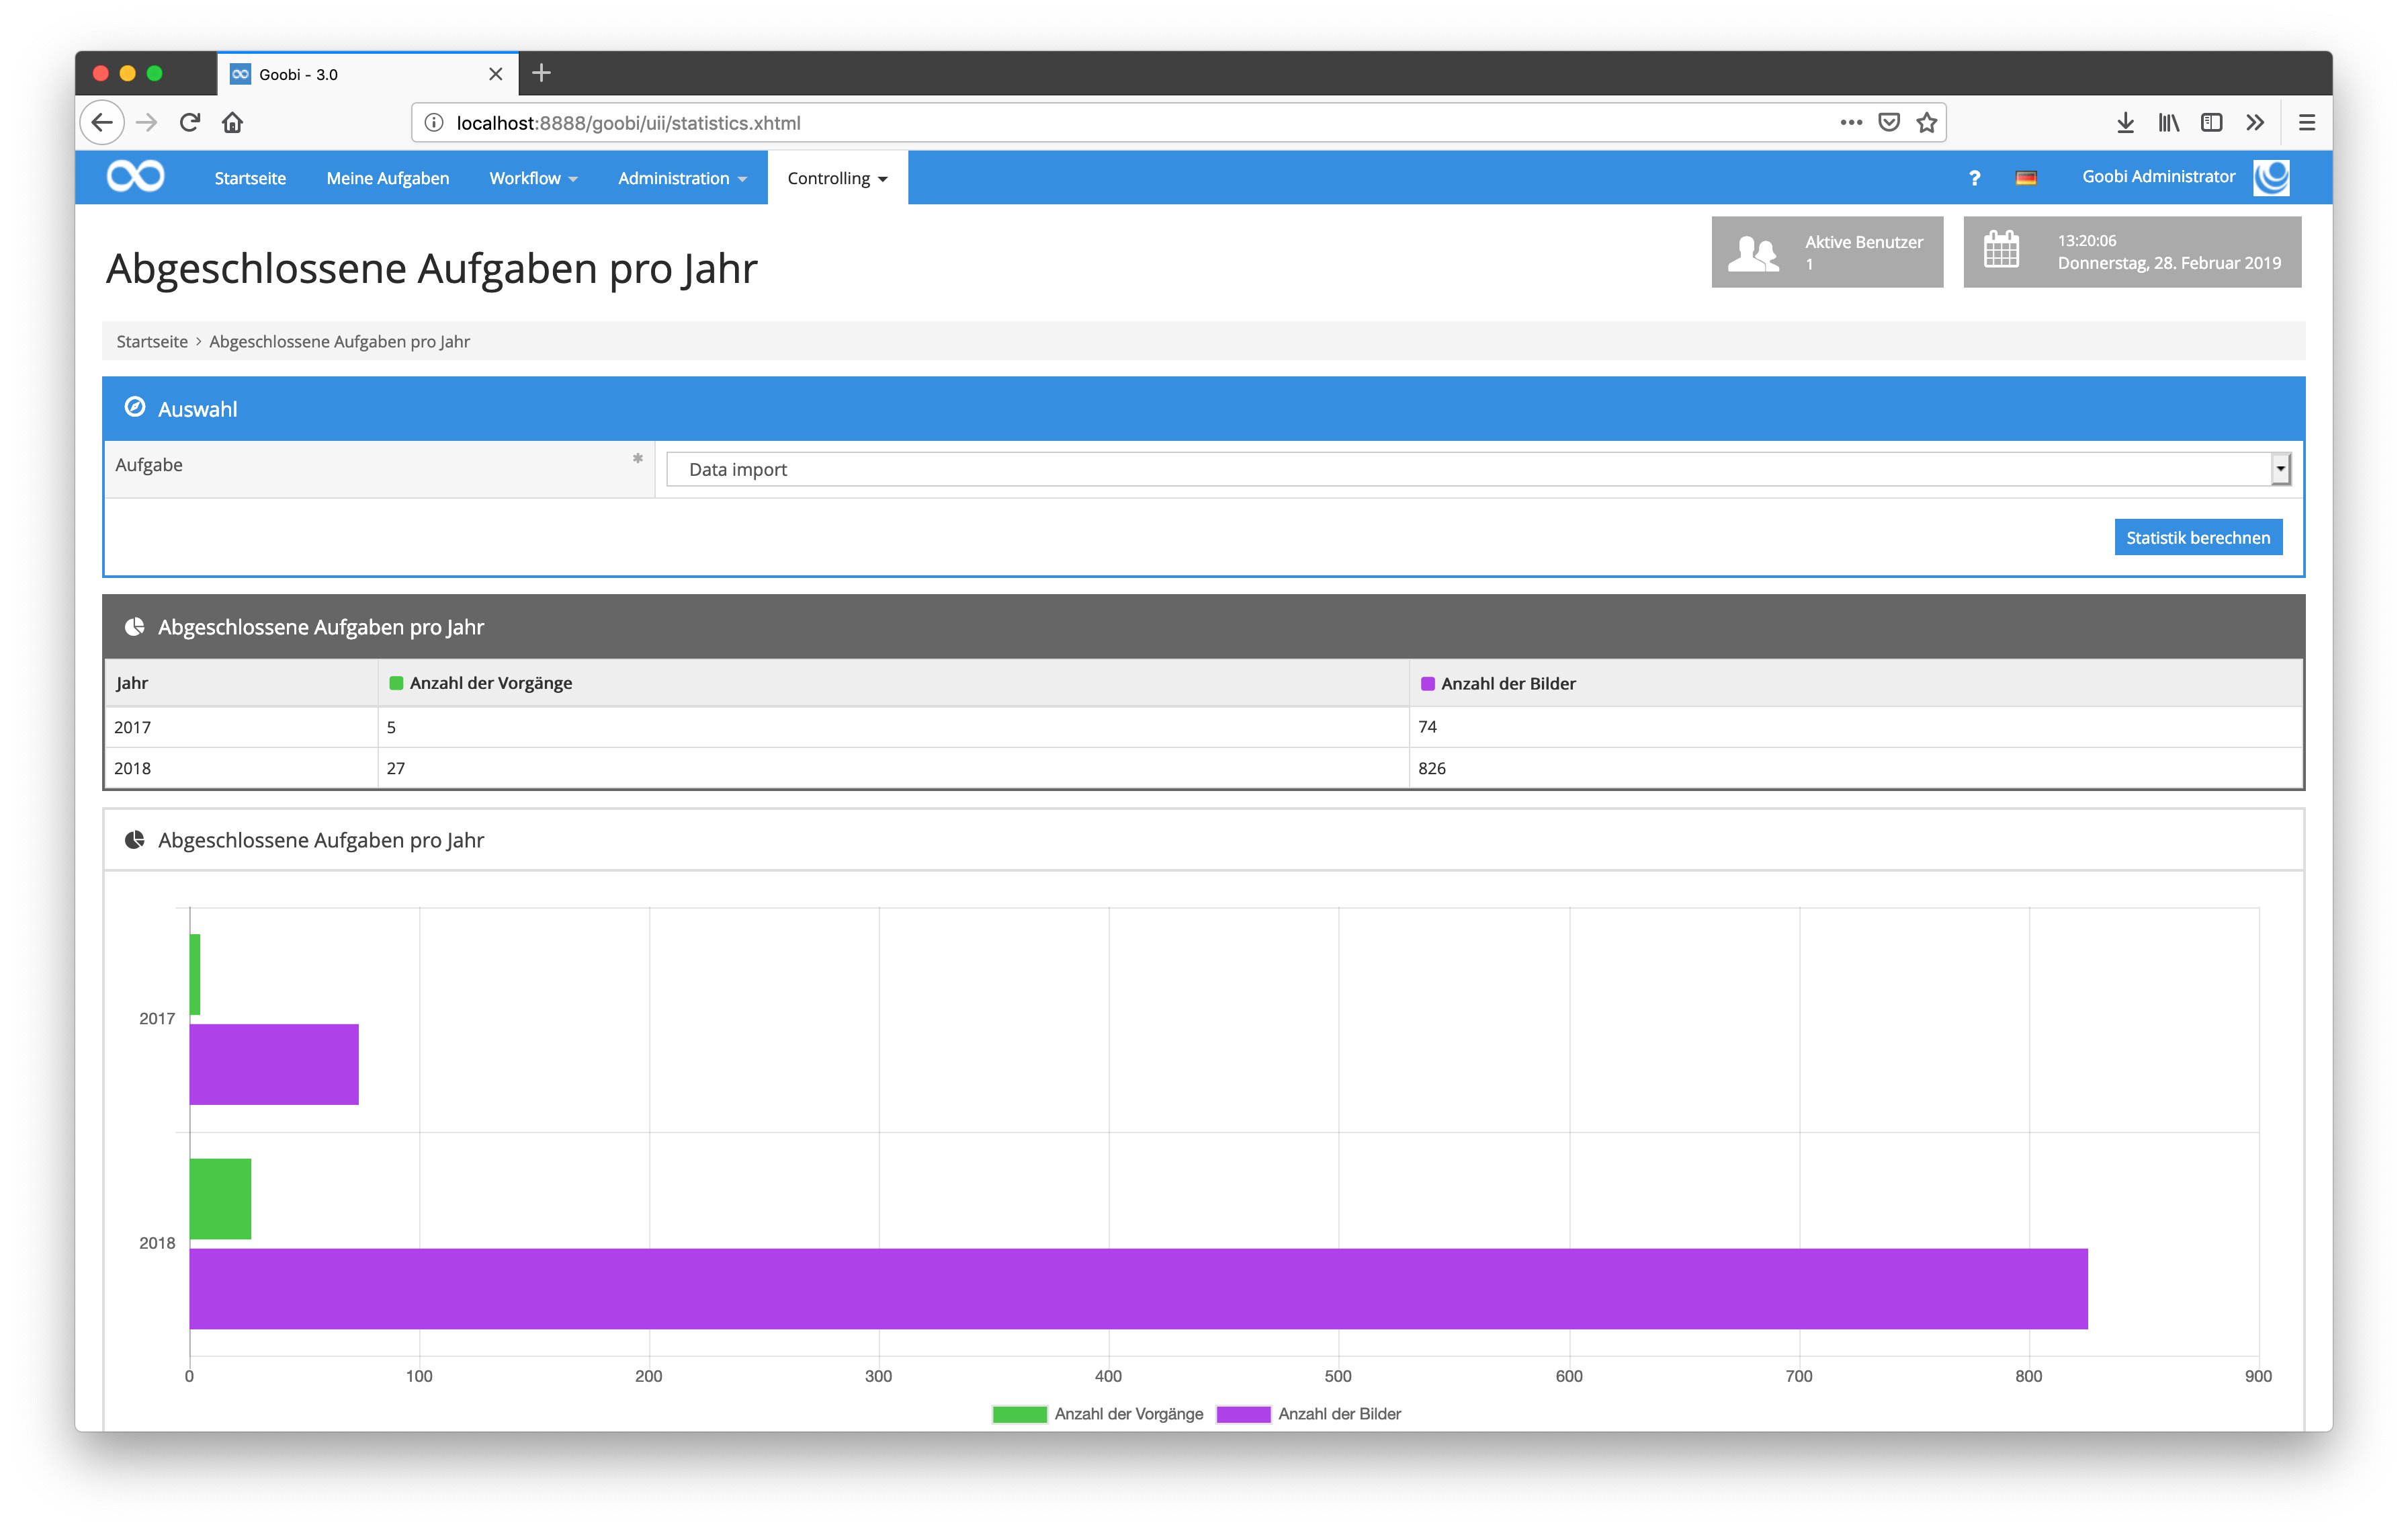 Goobi - 3.0
localhost:8888/goobi/uii/statistics.xhtml
Startseite Meine Aufgaben Workflow Administration Controlling ? Goobi Administrator
Abgeschlossene Aufgaben pro Jahr
Aktive Benutzer
1
13:20:06
Donnerstag, 28. Februar 2019
Startseite › Abgeschlossene Aufgaben pro Jahr
Auswahl
Aufgabe * Data import
Statistik berechnen
Abgeschlossene Aufgaben pro Jahr
Jahr Anzahl der Vorgänge Anzahl der Bilder
2017 5 74
2018 27 826
Abgeschlossene Aufgaben pro Jahr
2017
2018
0 100 200 300 400 500 600 700 800 900
Anzahl der Vorgänge Anzahl der Bilder